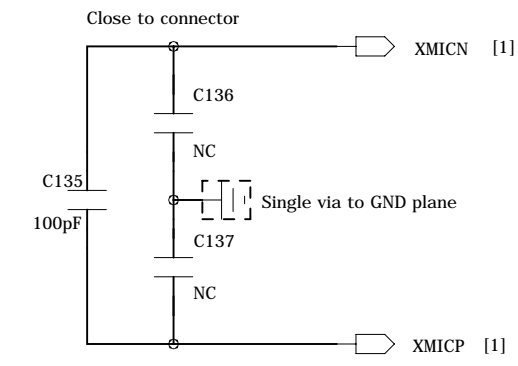 Close to connector
XMICN [1]
C136
NC
C135
100pF
Single via to GND plane
C137
NC
XMICP [1]